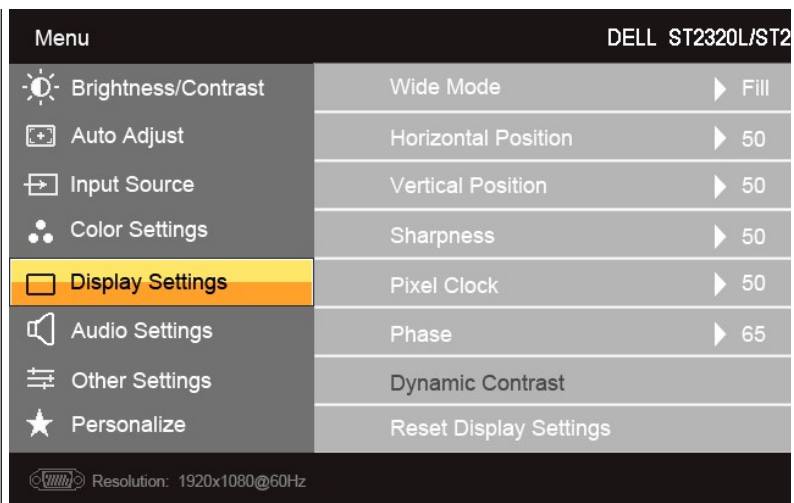 Menu
DELL ST2320L/ST2
Brightness/Contrast
Auto Adjust
Input Source
Color Settings
Display Settings
Audio Settings
Other Settings
Personalize
Wide Mode Fill
Horizontal Position 50
Vertical Position 50
Sharpness 50
Pixel Clock 50
Phase 65
Dynamic Contrast
Reset Display Settings
Resolution: 1920x1080@60Hz